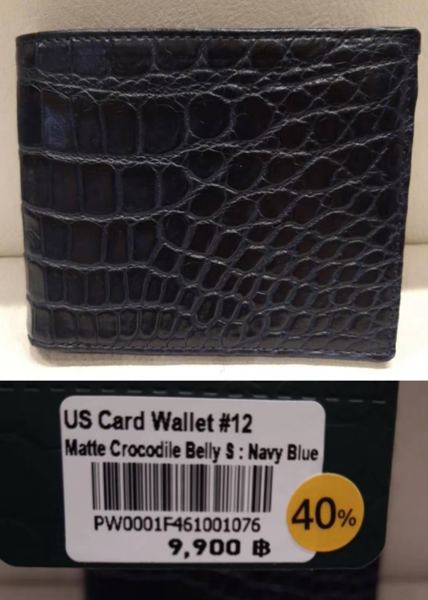 US Card Wallet #12
Matte Crocodile Belly S : Navy Blue
PW0001F461001076
9,900 ฿
40%